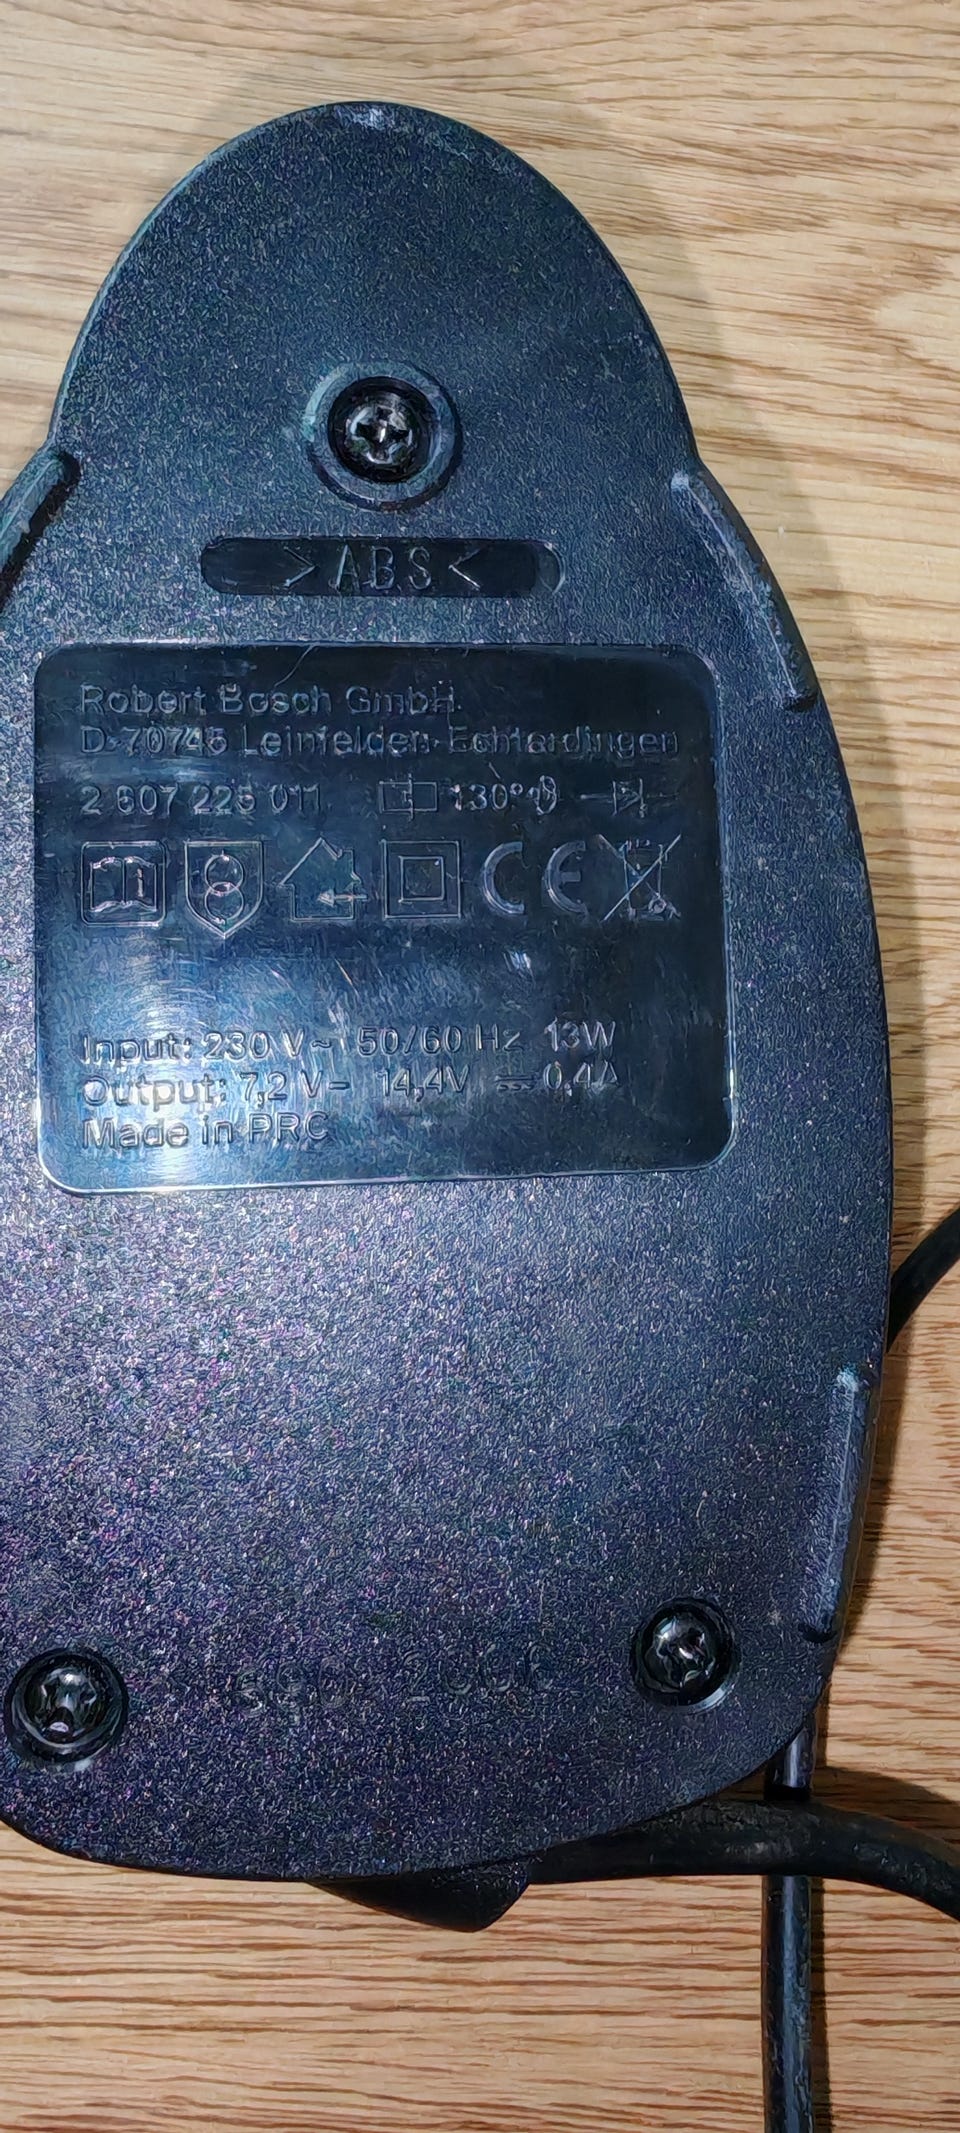 >ABS<
Robert Bosch GmbH
D-70745 Leinfelden-Echterdingen
2 607 225 011 130°
CE
Input: 230 V~ 50/60 Hz 13W
Output: 7,2 V- 14,4V ⎓ 0,4A
Made in PRC